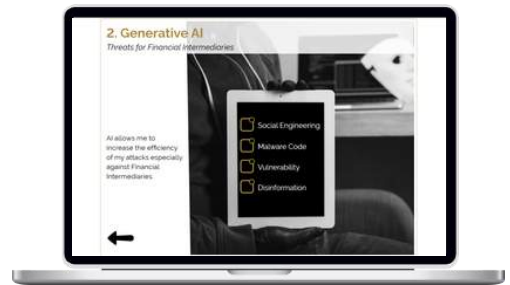 2. Generative AI
Threats for Financial Intermediaries
AI allows me to
increase the efficiency
of my attacks especially
against Financial
Intermediaries.
Social Engineering
Malware Code
Vulnerability
Disinformation